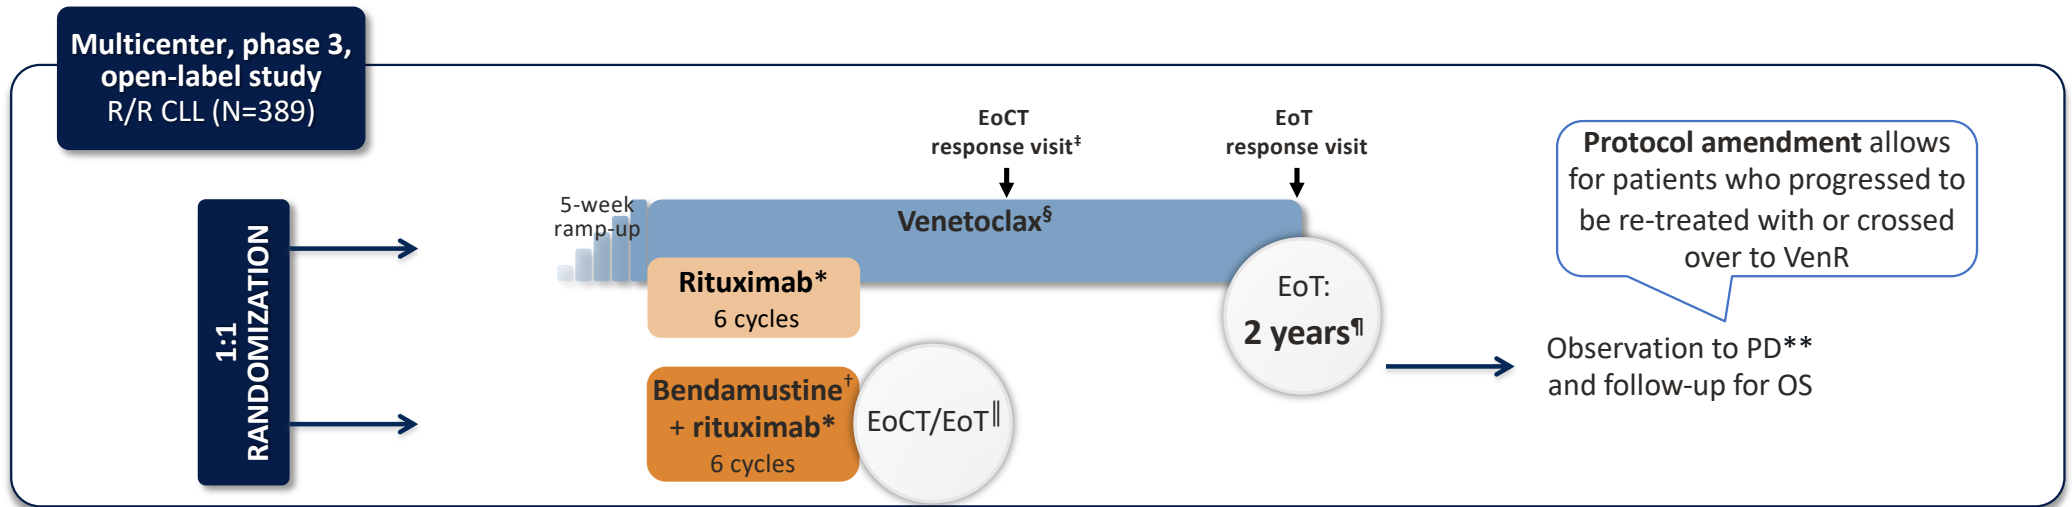 Multicenter, phase 3,
open-label study
R/R CLL (N=389)
1:1
RANDOMIZATION
5-week
ramp-up
EoCT
response visit‡
EoT
response visit
Venetoclax§
Rituximab*
6 cycles
Bendamustine†
+ rituximab*
6 cycles
EoCT/EoT‖
EoT:
2 years¶
Protocol amendment allows
for patients who progressed to
be re-treated with or crossed
over to VenR
Observation to PD**
and follow-up for OS